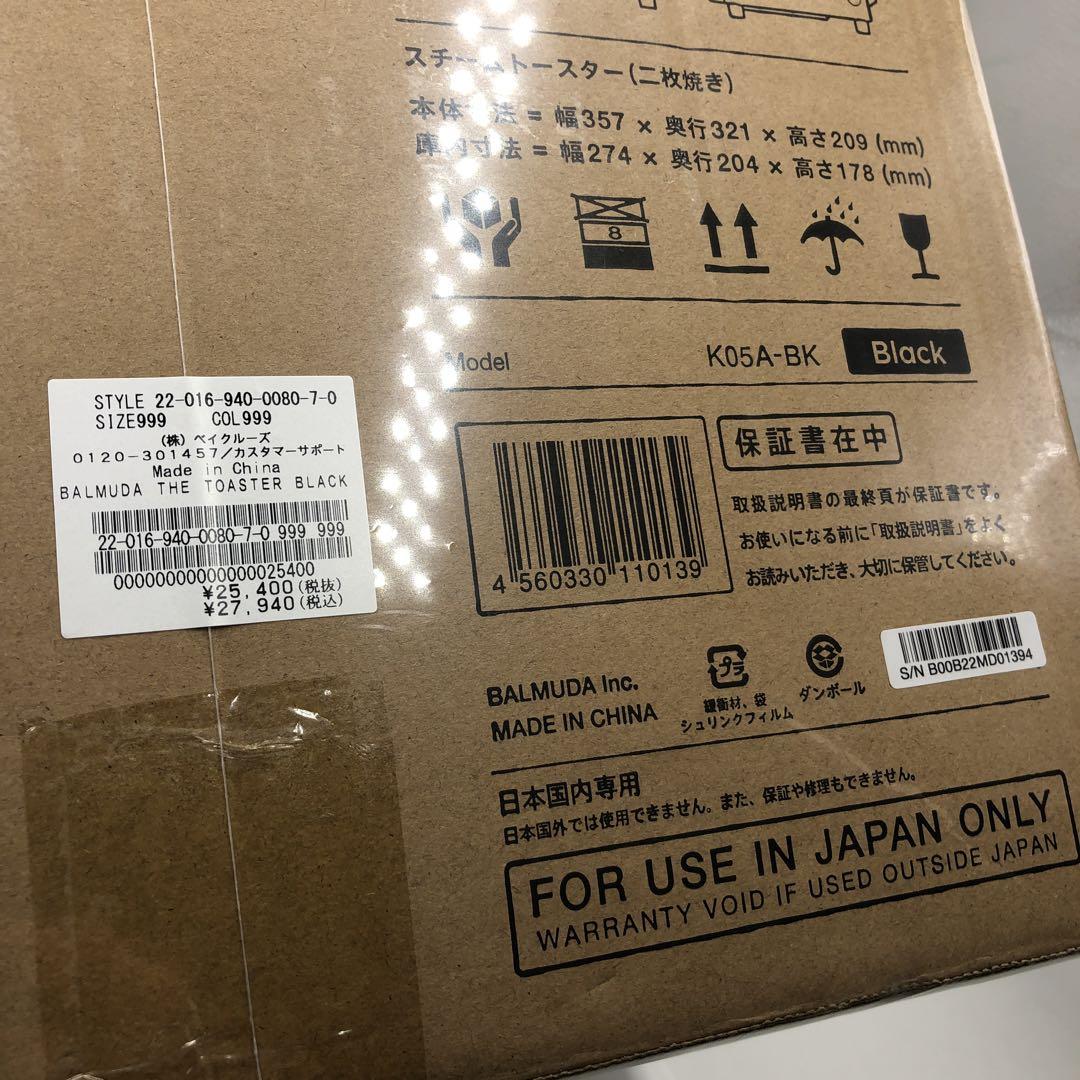 スチームトースター(二枚焼き)
本体寸法 = 幅357 × 奥行321 × 高さ209 (mm)
庫内寸法 = 幅274 × 奥行204 × 高さ178 (mm)
8
Model K05A-BK Black
STYLE 22-016-940-0080-7-0
SIZE999 COL999
(株) ベイクルーズ
0120-301457/カスタマーサポート
Made in China
BALMUDA THE TOASTER BLACK
22-016-940-0080-7-0 999 999
00000000000000025400
¥25,400(税抜)
¥27,940(税込)
4 560330 110139
保証書在中
取扱説明書の最終頁が保証書です。
お使いになる前に「取扱説明書」をよく
お読みいただき、大切に保管してください。
BALMUDA Inc.
MADE IN CHINA
プラ
緩衝材、袋
シュリンクフィルム
ダンボール
S/N B00B22MD01394
日本国内専用
日本国外では使用できません。また、保証や修理もできません。
FOR USE IN JAPAN ONLY
WARRANTY VOID IF USED OUTSIDE JAPAN